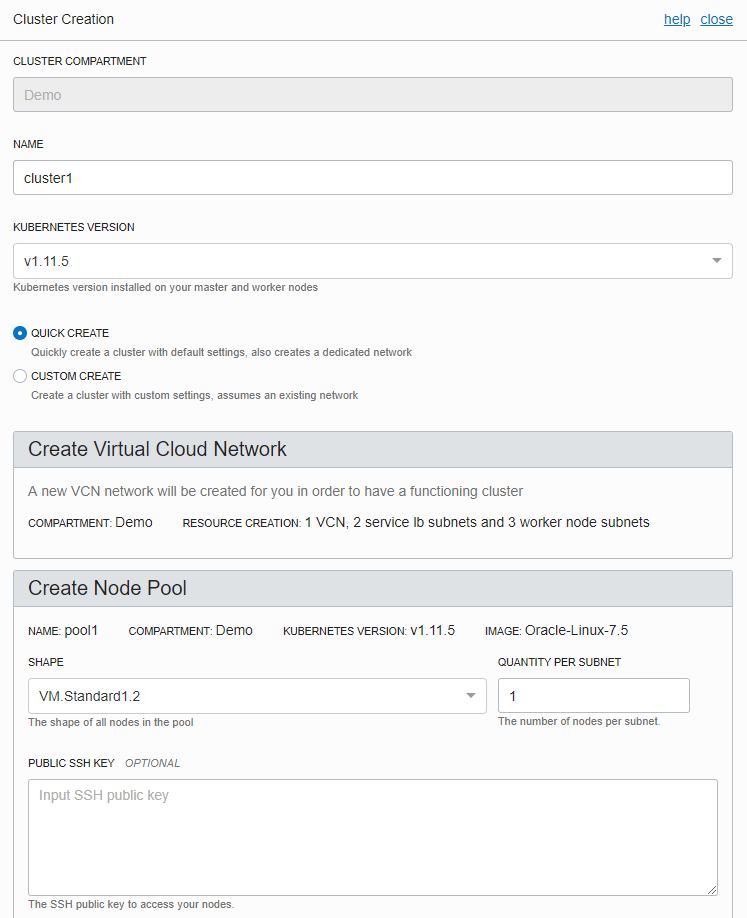 Cluster Creation help close
CLUSTER COMPARTMENT
Demo
NAME
cluster1
KUBERNETES VERSION
v1.11.5
Kubernetes version installed on your master and worker nodes
QUICK CREATE
Quickly create a cluster with default settings, also creates a dedicated network
CUSTOM CREATE
Create a cluster with custom settings, assumes an existing network
Create Virtual Cloud Network
A new VCN network will be created for you in order to have a functioning cluster
COMPARTMENT: Demo RESOURCE CREATION: 1 VCN, 2 service lb subnets and 3 worker node subnets
Create Node Pool
NAME: pool1 COMPARTMENT: Demo KUBERNETES VERSION: v1.11.5 IMAGE: Oracle-Linux-7.5
SHAPE QUANTITY PER SUBNET
VM.Standard1.2 1
The shape of all nodes in the pool The number of nodes per subnet.
PUBLIC SSH KEY OPTIONAL
Input SSH public key
The SSH public key to access your nodes.